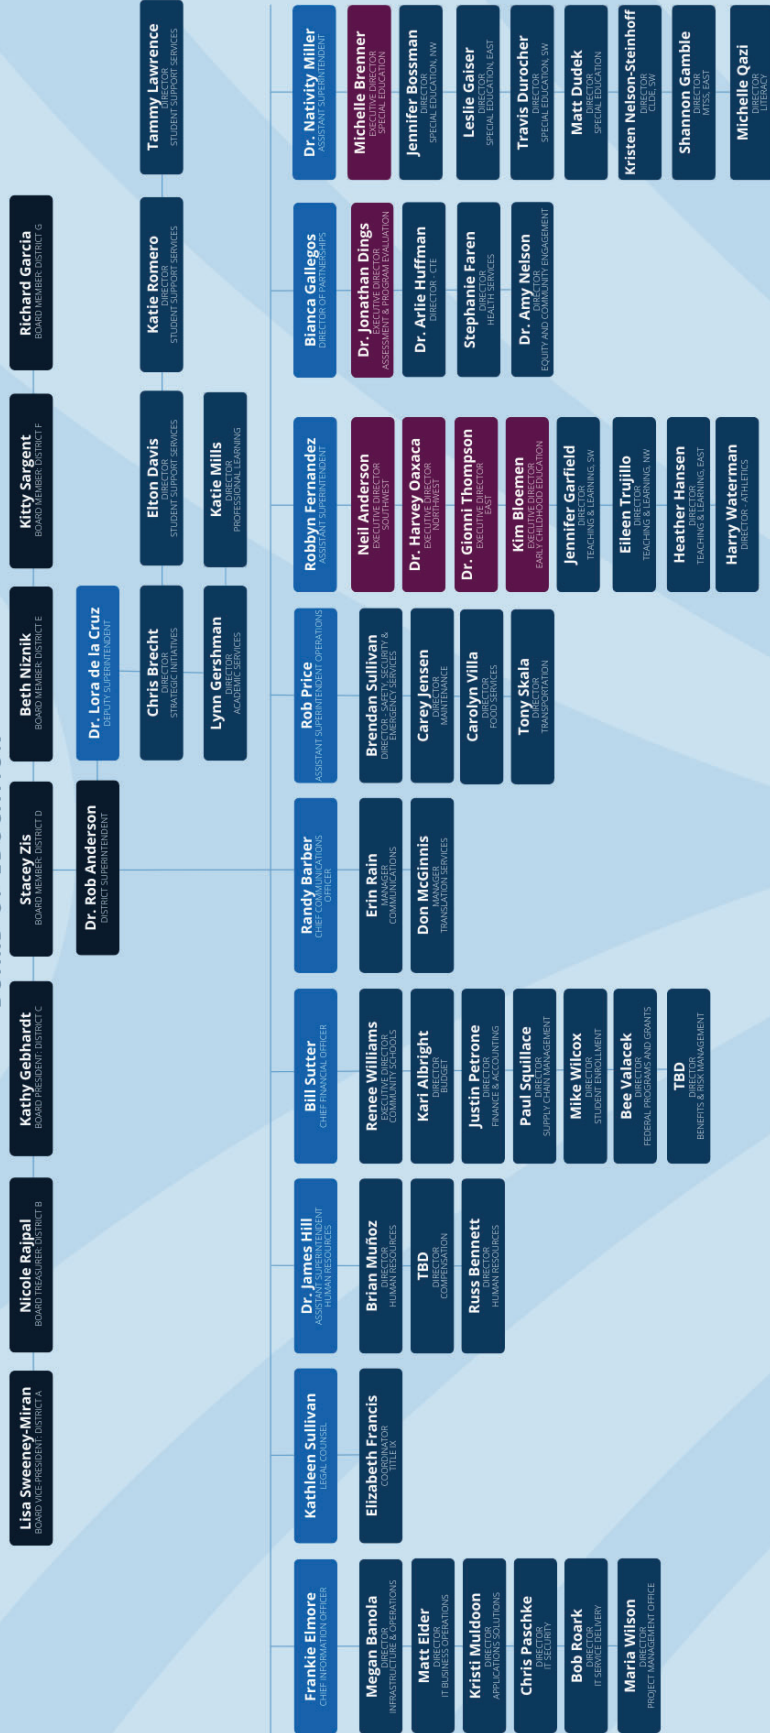 Lisa Sweeney-Miran
BOARD VICE-PRESIDENT: DISTRICT A
Nicole Rajpal
BOARD TREASURER: DISTRICT B
Kathy Gebhardt
BOARD PRESIDENT: DISTRICT C
Stacey Zis
BOARD MEMBER: DISTRICT D
Beth Niznik
BOARD MEMBER: DISTRICT E
Kitty Sargent
BOARD MEMBER: DISTRICT F
Richard Garcia
BOARD MEMBER: DISTRICT G
Dr. Rob Anderson
DISTRICT SUPERINTENDENT
Dr. Lora de la Cruz
DEPUTY SUPERINTENDENT
Chris Brecht
DIRECTOR
STRATEGIC INITIATIVES
Elton Davis
DIRECTOR
STUDENT SUPPORT SERVICES
Katie Romero
DIRECTOR
STUDENT SUPPORT SERVICES
Tammy Lawrence
DIRECTOR
STUDENT SUPPORT SERVICES
Lynn Gershman
DIRECTOR
ACADEMIC SERVICES
Katie Mills
DIRECTOR
PROFESSIONAL LEARNING
Frankie Elmore
CHIEF INFORMATION OFFICER
Megan Banola
DIRECTOR
INFRASTRUCTURE & OPERATIONS
Matt Elder
DIRECTOR
IT BUSINESS OPERATIONS
Kristi Muldoon
DIRECTOR
APPLICATIONS SOLUTIONS
Chris Paschke
DIRECTOR
IT SECURITY
Bob Roark
DIRECTOR
IT SERVICE DELIVERY
Maria Wilson
DIRECTOR
PROJECT MANAGEMENT OFFICE
Kathleen Sullivan
LEGAL COUNSEL
Elizabeth Francis
COORDINATOR
TITLE IX
Dr. James Hill
ASSISTANT SUPERINTENDENT
HUMAN RESOURCES
Brian Muñoz
DIRECTOR
HUMAN RESOURCES
TBD
DIRECTOR
COMPENSATION
Russ Bennett
DIRECTOR
HUMAN RESOURCES
Bill Sutter
CHIEF FINANCIAL OFFICER
Renee Williams
EXECUTIVE DIRECTOR
COMMUNITY SCHOOLS
Kari Albright
DIRECTOR
BUDGET
Justin Petrone
DIRECTOR
FINANCE & ACCOUNTING
Paul Squillace
DIRECTOR
SUPPLY CHAIN MANAGEMENT
Mike Wilcox
DIRECTOR
STUDENT ENROLLMENT
Bee Valacek
DIRECTOR
FEDERAL PROGRAMS AND GRANTS
TBD
DIRECTOR
BENEFITS & RISK MANAGEMENT
Randy Barber
CHIEF COMMUNICATIONS
OFFICER
Erin Rain
MANAGER
COMMUNICATIONS
Don McGinnis
MANAGER
TRANSLATION SERVICES
Rob Price
ASSISTANT SUPERINTENDENT OPERATIONS
Brendan Sullivan
DIRECTOR - SAFETY, SECURITY &
EMERGENCY SERVICES
Carey Jensen
DIRECTOR
MAINTENANCE
Carolyn Villa
DIRECTOR
FOOD SERVICES
Tony Skala
DIRECTOR
TRANSPORTATION
Robbyn Fernandez
ASSISTANT SUPERINTENDENT
Neil Anderson
EXECUTIVE DIRECTOR
SOUTHWEST
Dr. Harvey Oaxaca
EXECUTIVE DIRECTOR
NORTHWEST
Dr. Gionni Thompson
EXECUTIVE DIRECTOR
EAST
Kim Bloemen
EXECUTIVE DIRECTOR
EARLY CHILDHOOD EDUCATION
Jennifer Garfield
DIRECTOR
TEACHING & LEARNING, SW
Eileen Trujillo
DIRECTOR
TEACHING & LEARNING, NW
Heather Hansen
DIRECTOR
TEACHING & LEARNING, EAST
Harry Waterman
DIRECTOR - ATHLETICS
Bianca Gallegos
DIRECTOR OF PARTNERSHIPS
Dr. Jonathan Dings
EXECUTIVE DIRECTOR
ASSESSMENT & PROGRAM EVALUATION
Dr. Arlie Huffman
DIRECTOR - CTE
Stephanie Faren
DIRECTOR
HEALTH SERVICES
Dr. Amy Nelson
DIRECTOR
EQUITY AND COMMUNITY ENGAGEMENT
Dr. Nativity Miller
ASSISTANT SUPERINTENDENT
Michelle Brenner
EXECUTIVE DIRECTOR
SPECIAL EDUCATION
Jennifer Bossman
DIRECTOR
SPECIAL EDUCATION, NW
Leslie Gaiser
DIRECTOR
SPECIAL EDUCATION, EAST
Travis Durocher
DIRECTOR
SPECIAL EDUCATION, SW
Matt Dudek
DIRECTOR
SPECIAL EDUCATION
Kristen Nelson-Steinhoff
DIRECTOR
CLDE, SW
Shannon Gamble
DIRECTOR
MTSS, EAST
Michelle Qazi
DIRECTOR
LITERACY